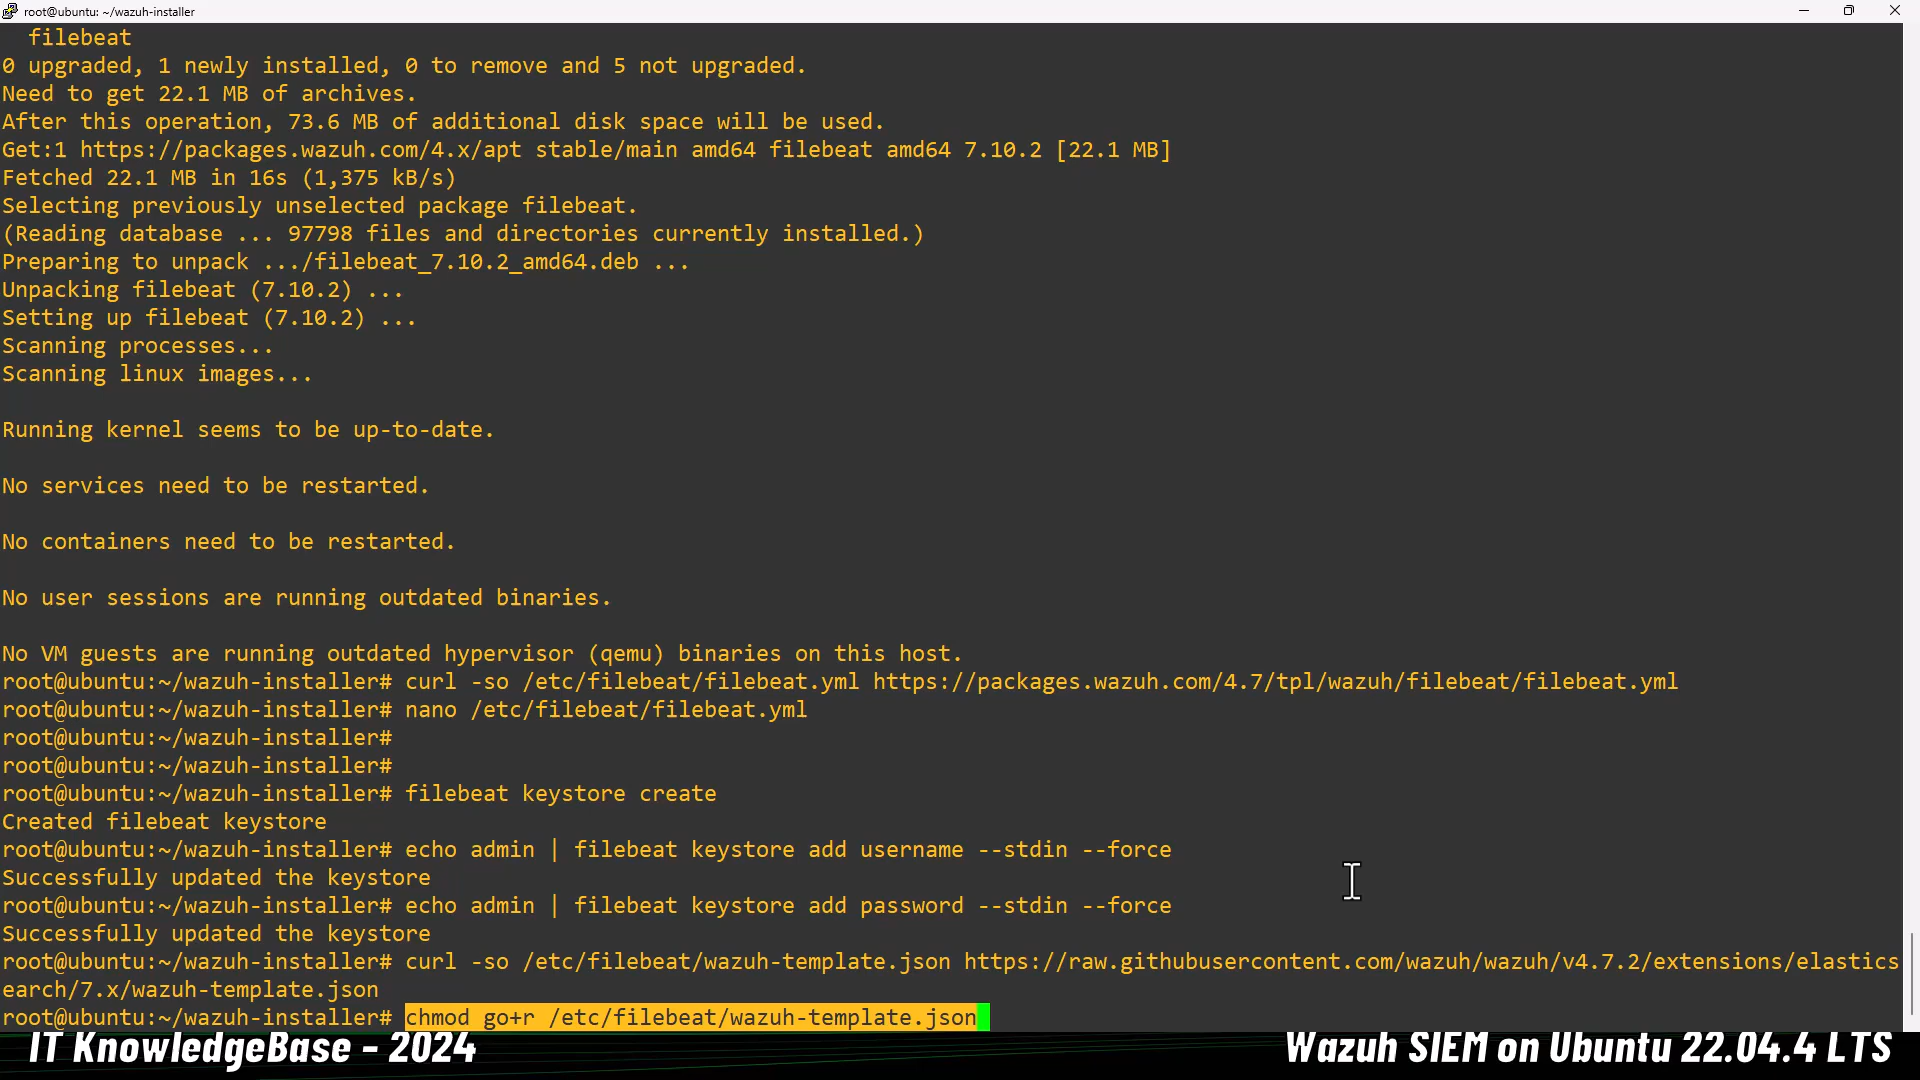 root@ubuntu: ~/wazuh-installer
filebeat
0 upgraded, 1 newly installed, 0 to remove and 5 not upgraded.
Need to get 22.1 MB of archives.
After this operation, 73.6 MB of additional disk space will be used.
Get:1 https://packages.wazuh.com/4.x/apt stable/main amd64 filebeat amd64 7.10.2 [22.1 MB]
Fetched 22.1 MB in 16s (1,375 kB/s)
Selecting previously unselected package filebeat.
(Reading database ... 97798 files and directories currently installed.)
Preparing to unpack .../filebeat_7.10.2_amd64.deb ...
Unpacking filebeat (7.10.2) ...
Setting up filebeat (7.10.2) ...
Scanning processes...
Scanning linux images...
Running kernel seems to be up-to-date.
No services need to be restarted.
No containers need to be restarted.
No user sessions are running outdated binaries.
No VM guests are running outdated hypervisor (qemu) binaries on this host.
root@ubuntu:~/wazuh-installer# curl -so /etc/filebeat/filebeat.yml https://packages.wazuh.com/4.7/tpl/wazuh/filebeat/filebeat.yml
root@ubuntu:~/wazuh-installer# nano /etc/filebeat/filebeat.yml
root@ubuntu:~/wazuh-installer#
root@ubuntu:~/wazuh-installer#
root@ubuntu:~/wazuh-installer# filebeat keystore create
Created filebeat keystore
root@ubuntu:~/wazuh-installer# echo admin | filebeat keystore add username --stdin --force
Successfully updated the keystore
root@ubuntu:~/wazuh-installer# echo admin | filebeat keystore add password --stdin --force
Successfully updated the keystore
root@ubuntu:~/wazuh-installer# curl -so /etc/filebeat/wazuh-template.json https://raw.githubusercontent.com/wazuh/wazuh/v4.7.2/extensions/elastics
earch/7.x/wazuh-template.json
root@ubuntu:~/wazuh-installer# chmod go+r /etc/filebeat/wazuh-template.json
IT KnowledgeBase - 2024
Wazuh SIEM on Ubuntu 22.04.4 LTS